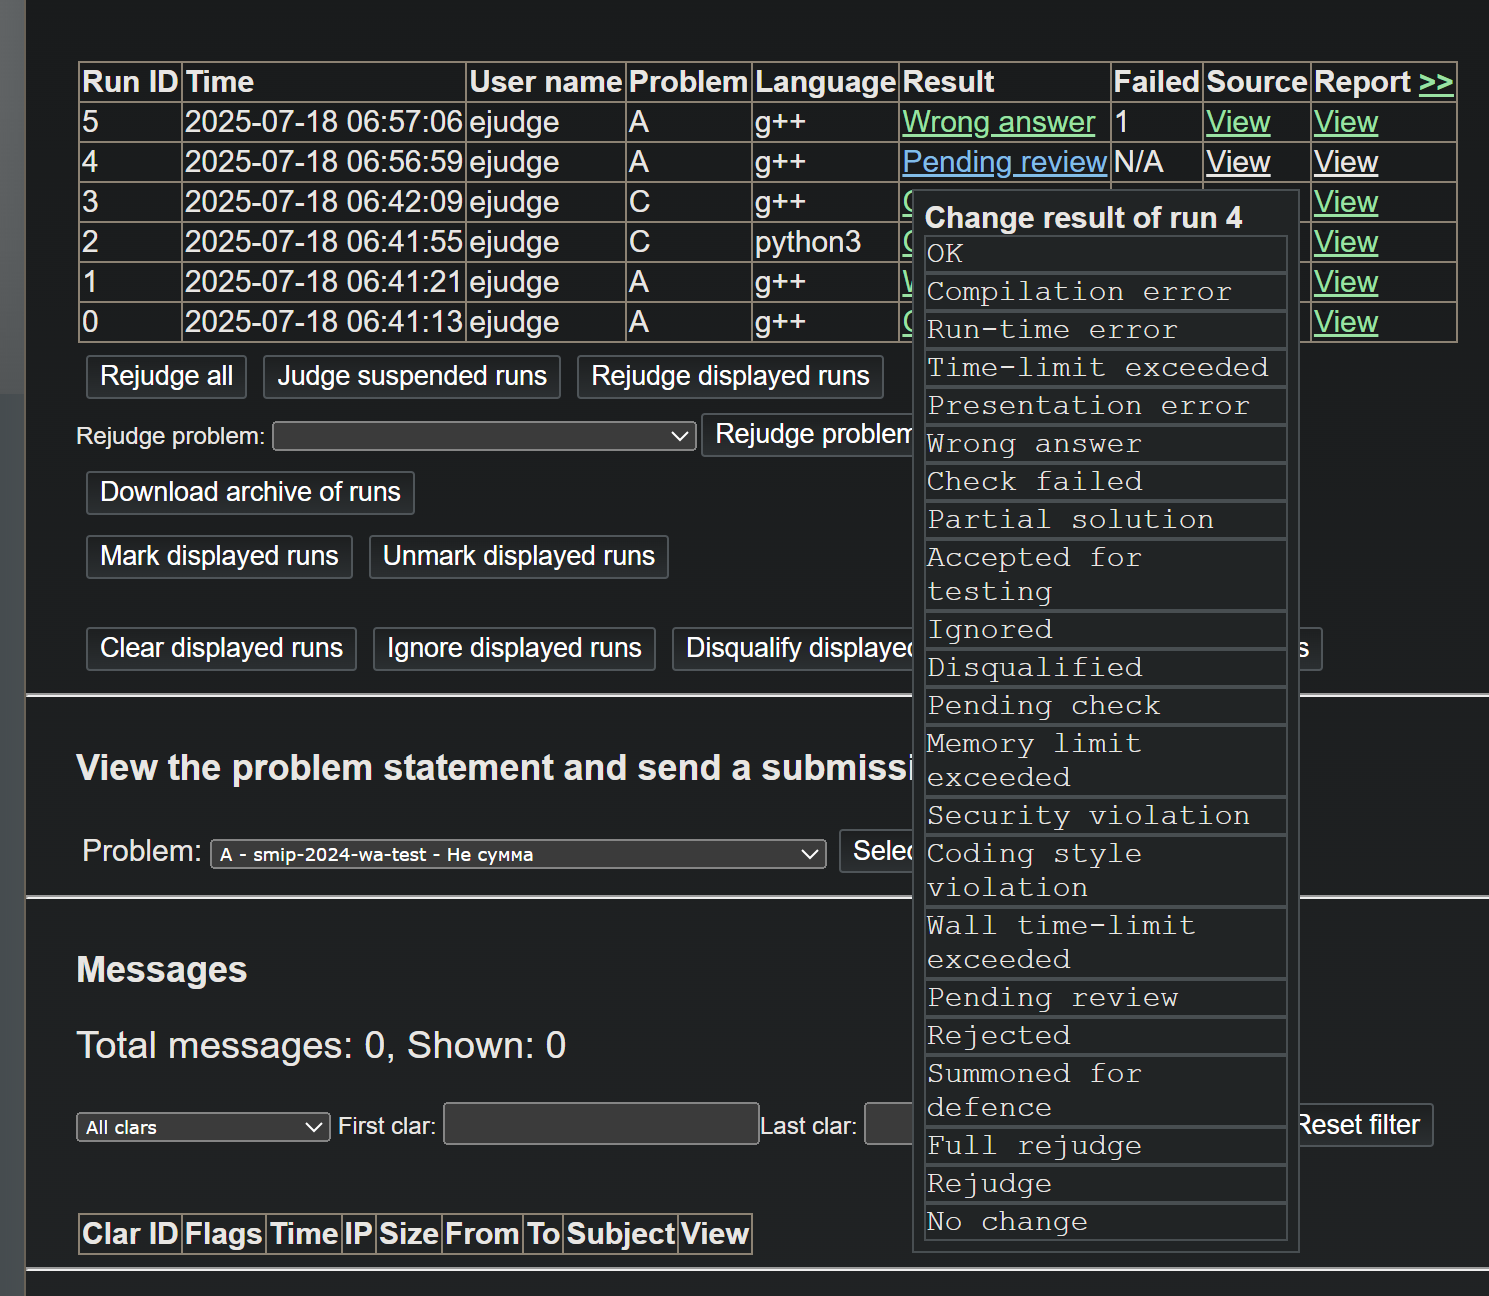 Run ID Time User name Problem Language Result Failed Source Report >>
5 2025-07-18 06:57:06 ejudge A g++ Wrong answer 1 View View
4 2025-07-18 06:56:59 ejudge A g++ Pending review N/A View View
3 2025-07-18 06:42:09 ejudge C g++ View
2 2025-07-18 06:41:55 ejudge C python3 View
1 2025-07-18 06:41:21 ejudge A g++ View
0 2025-07-18 06:41:13 ejudge A g++ View
Change result of run 4
OK
Compilation error
Run-time error
Time-limit exceeded
Presentation error
Wrong answer
Check failed
Partial solution
Accepted for
testing
Ignored
Disqualified
Pending check
Memory limit
exceeded
Security violation
Coding style
violation
Wall time-limit
exceeded
Pending review
Rejected
Summoned for
defence
Full rejudge
Rejudge
No change
Rejudge all Judge suspended runs Rejudge displayed runs
Rejudge problem: Rejudge problem
Download archive of runs
Mark displayed runs Unmark displayed runs
Clear displayed runs Ignore displayed runs Disqualify displayed
View the problem statement and send a
Problem: A - smip-2024-wa-test - Не сумма
Messages
Total messages: 0, Shown: 0
All clars First clar: Last clar: Reset filter
Clar ID Flags Time IP Size From To Subject View